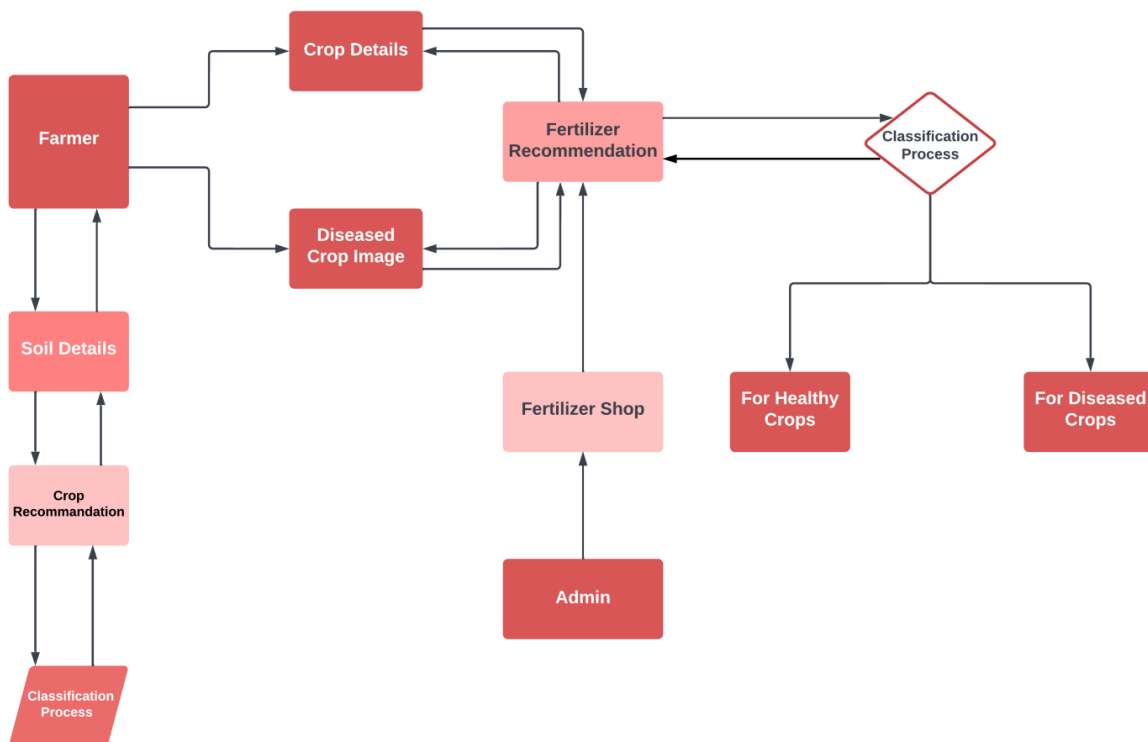 Crop Details
Farmer
Fertilizer
Recommendation
Classification
Process
Diseased
Crop Image
Soil Details
Fertilizer Shop
For Healthy
Crops
For Diseased
Crops
Crop
Recommandation
Admin
Classification
Process